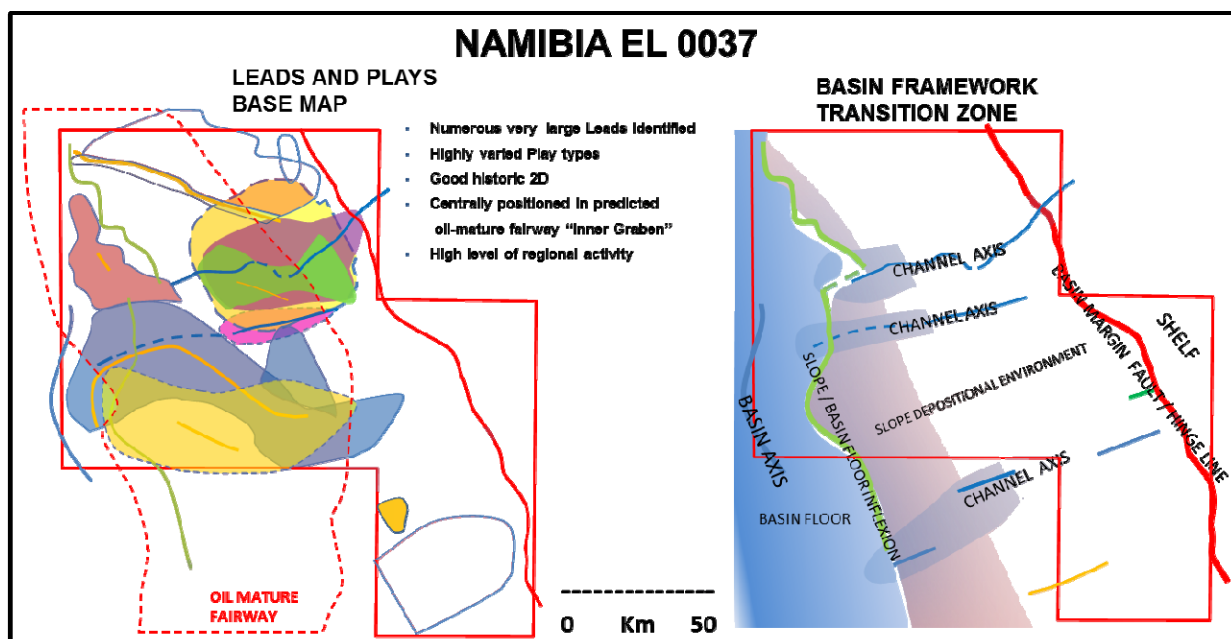 NAMIBIA EL 0037
LEADS AND PLAYS
BASE MAP
• Numerous very large Leads Identified
• Highly varied Play types
• Good historic 2D
• Centrally positioned in predicted
oil-mature fairway “Inner Graben”
• High level of regional activity
OIL MATURE
FAIRWAY
0 Km 50
BASIN FRAMEWORK
TRANSITION ZONE
CHANNEL AXIS
CHANNEL AXIS
SHELF
BASIN MARGIN FAULT / HINGE LINE
SLOPE DEPOSITIONAL ENVIRONMENT
SLOPE / BASIN FLOOR INFLEXION
BASIN AXIS
CHANNEL AXIS
BASIN FLOOR